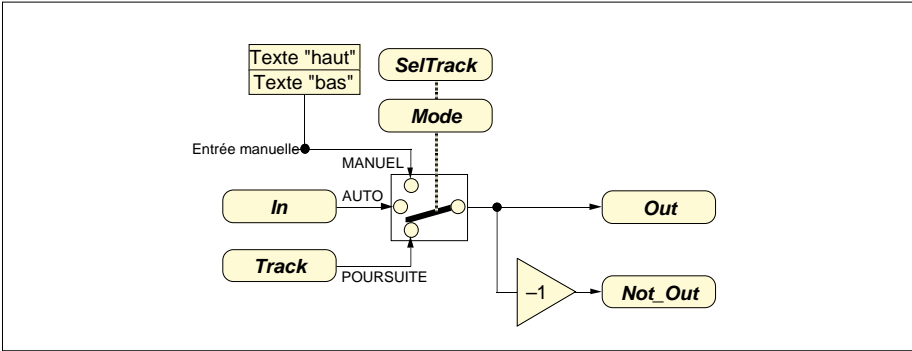 Texte "haut"
Texte "bas"
SelTrack
Mode
Entrée manuelle
MANUEL
In
AUTO
Out
Track
POURSUITE
–1
Not_Out